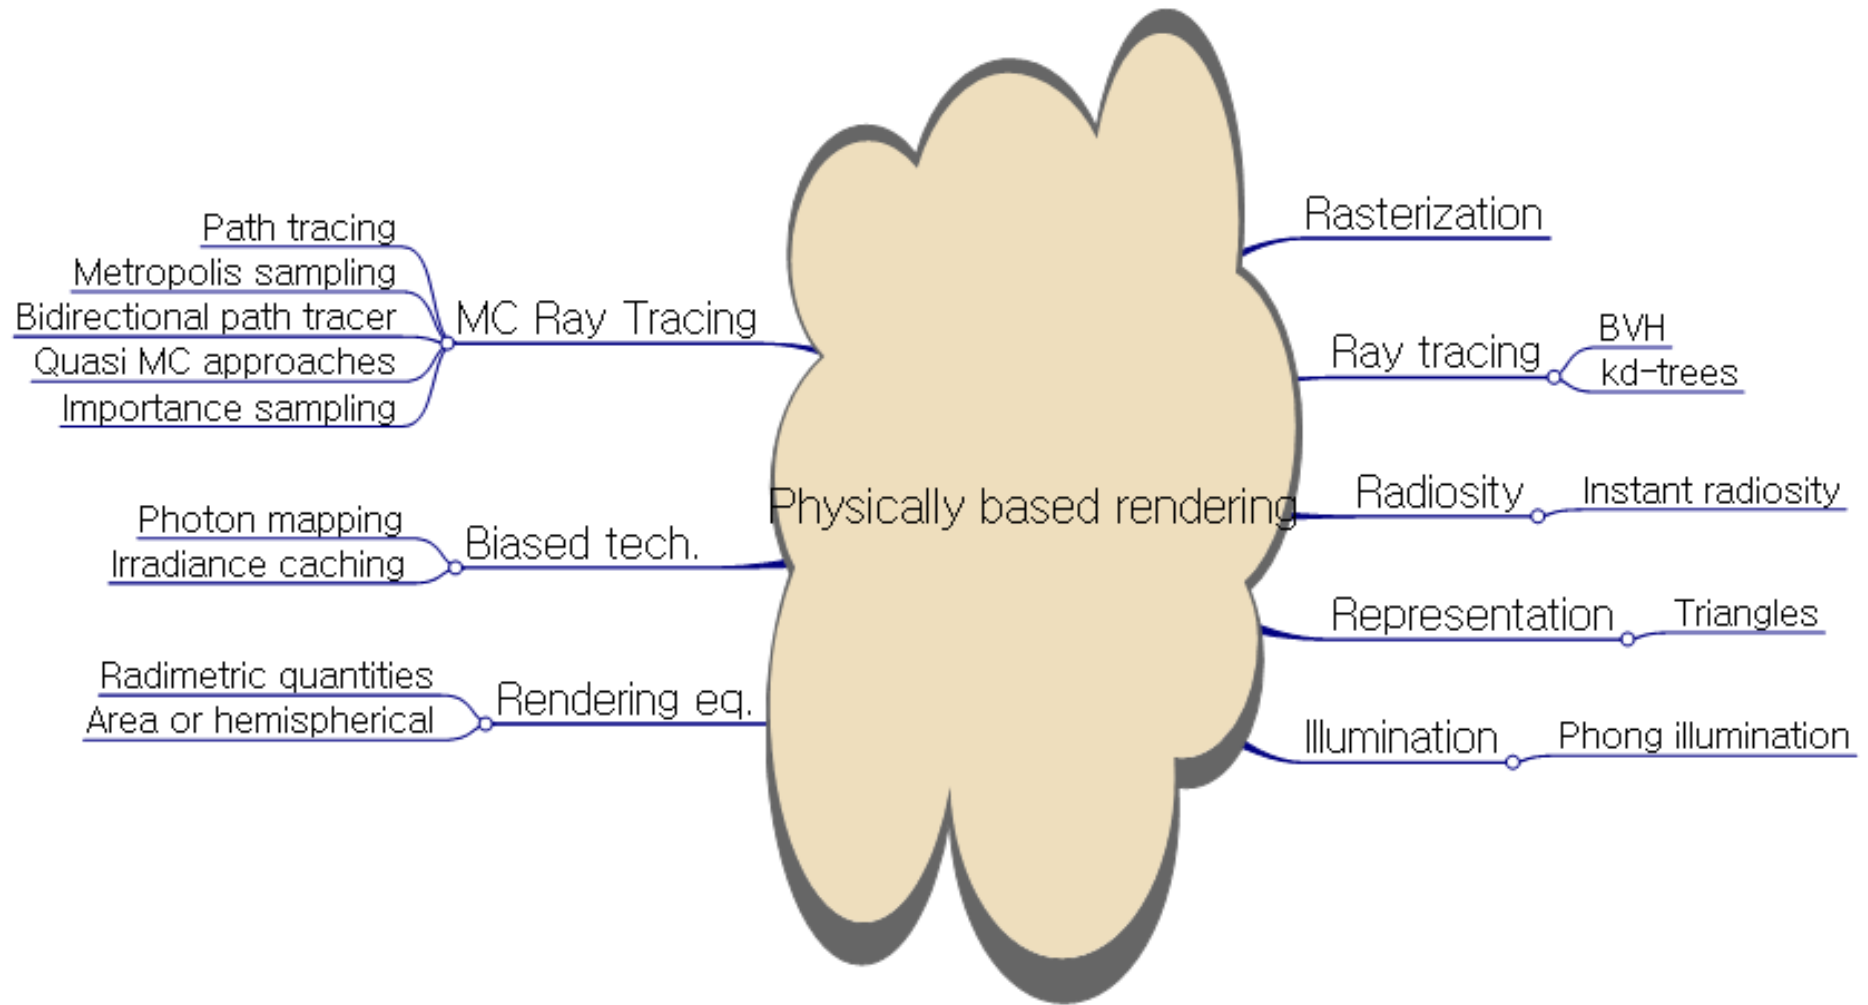 Physically based rendering
Path tracing
Metropolis sampling
Bidirectional path tracer
Quasi MC approaches
Importance sampling
MC Ray Tracing
Photon mapping
Irradiance caching
Biased tech.
Radimetric quantities
Area or hemispherical
Rendering eq.
Rasterization
Ray tracing
BVH
kd-trees
Radiosity
Instant radiosity
Representation
Triangles
Illumination
Phong illumination